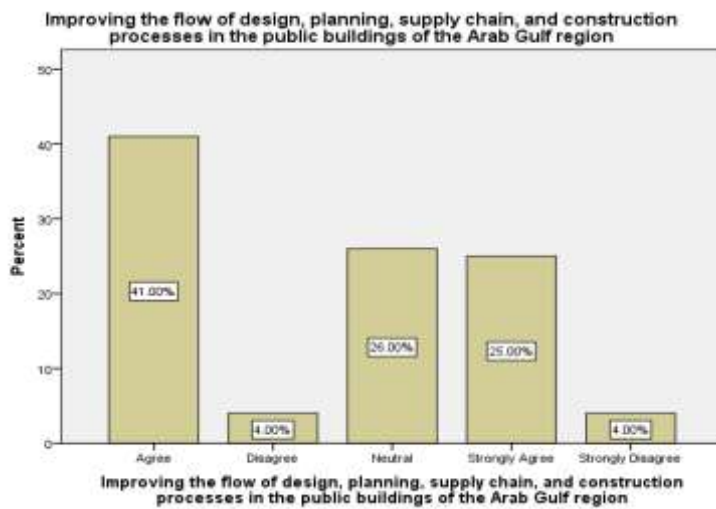 Improving the flow of design, planning, supply chain, and construction
processes in the public buildings of the Arab Gulf region
50
40
30
20
10
0
Percent
41.00%
4.00%
26.00%
25.00%
4.00%
Agree
Disagree
Neutral
Strongly Agree
Strongly Disagree
Improving the flow of design, planning, supply chain, and construction
processes in the public buildings of the Arab Gulf region